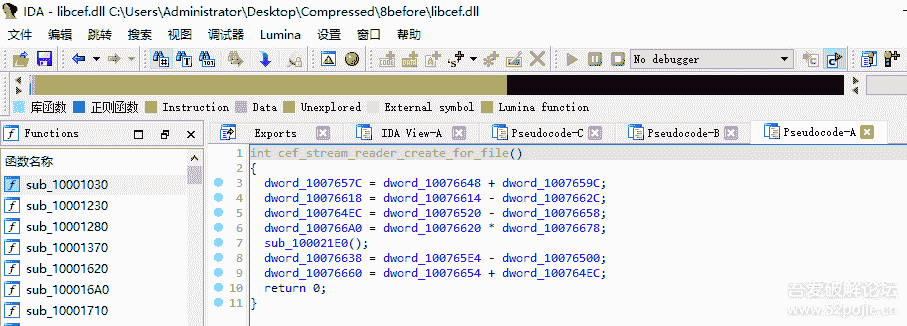 IDA - libcef.dll C:\Users\Administrator\Desktop\Compressed\8before\libcef.dll
文件 编辑 跳转 搜索 视图 调试器 Lumina 设置 窗口 帮助
No debugger
库函数 正则函数 Instruction Data Unexplored External symbol Lumina function
Functions
Exports IDA View-A Pseudocode-C Pseudocode-B Pseudocode-A
函数名称
sub_10001030
sub_10001230
sub_10001280
sub_10001370
sub_10001620
sub_100016A0
sub_10001710
1 int cef_stream_reader_create_for_file()
2 {
3 dword_1007657C = dword_10076648 + dword_1007659C;
4 dword_10076618 = dword_10076614 - dword_1007662C;
5 dword_100764EC = dword_10076520 - dword_10076658;
6 dword_100766A0 = dword_10076620 * dword_10076678;
7 sub_100021E0();
8 dword_10076638 = dword_100765E4 - dword_10076500;
9 dword_10076660 = dword_10076654 + dword_100764EC;
10 return 0;
11 }
吾爱破解论坛
www.52pojie.cn